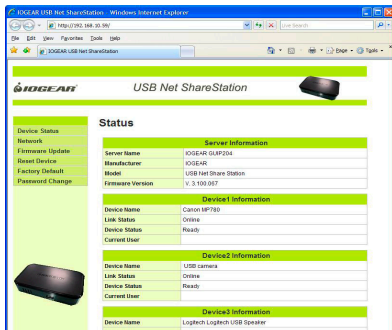 IOGEAR USB Net ShareStation - Windows Internet Explorer
http://192.168.10.59/
Live Search
File Edit View Favorites Tools Help
IOGEAR USB Net ShareStation
Page Tools
IOGEAR
USB Net ShareStation
Device Status
Network
Firmware Update
Reset Device
Factory Default
Password Change
Status
Server Information
Server Name IOGEAR GUIP204
Manufacturer IOGEAR
Model USB Net Share Station
Firmware Version V. 3.100.067
Device1 Information
Device Name Canon MP780
Link Status Online
Device Status Ready
Current User
Device2 Information
Device Name USB camera
Link Status Online
Device Status Ready
Current User
Device3 Information
Device Name Logitech Logitech USB Speaker